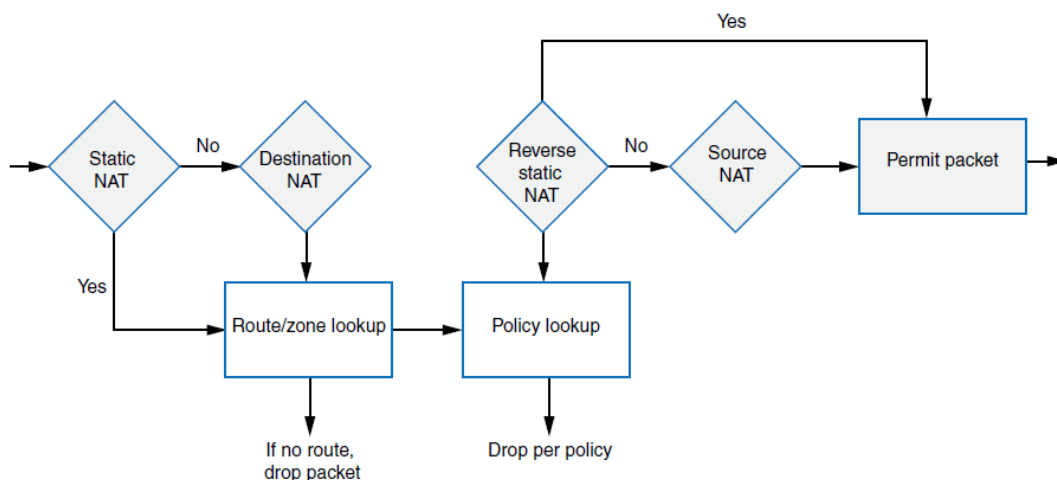 Yes
Static
NAT
No
Destination
NAT
Reverse
static
NAT
No
Source
NAT
Permit packet
Yes
Route/zone lookup
Policy lookup
If no route,
drop packet
Drop per policy